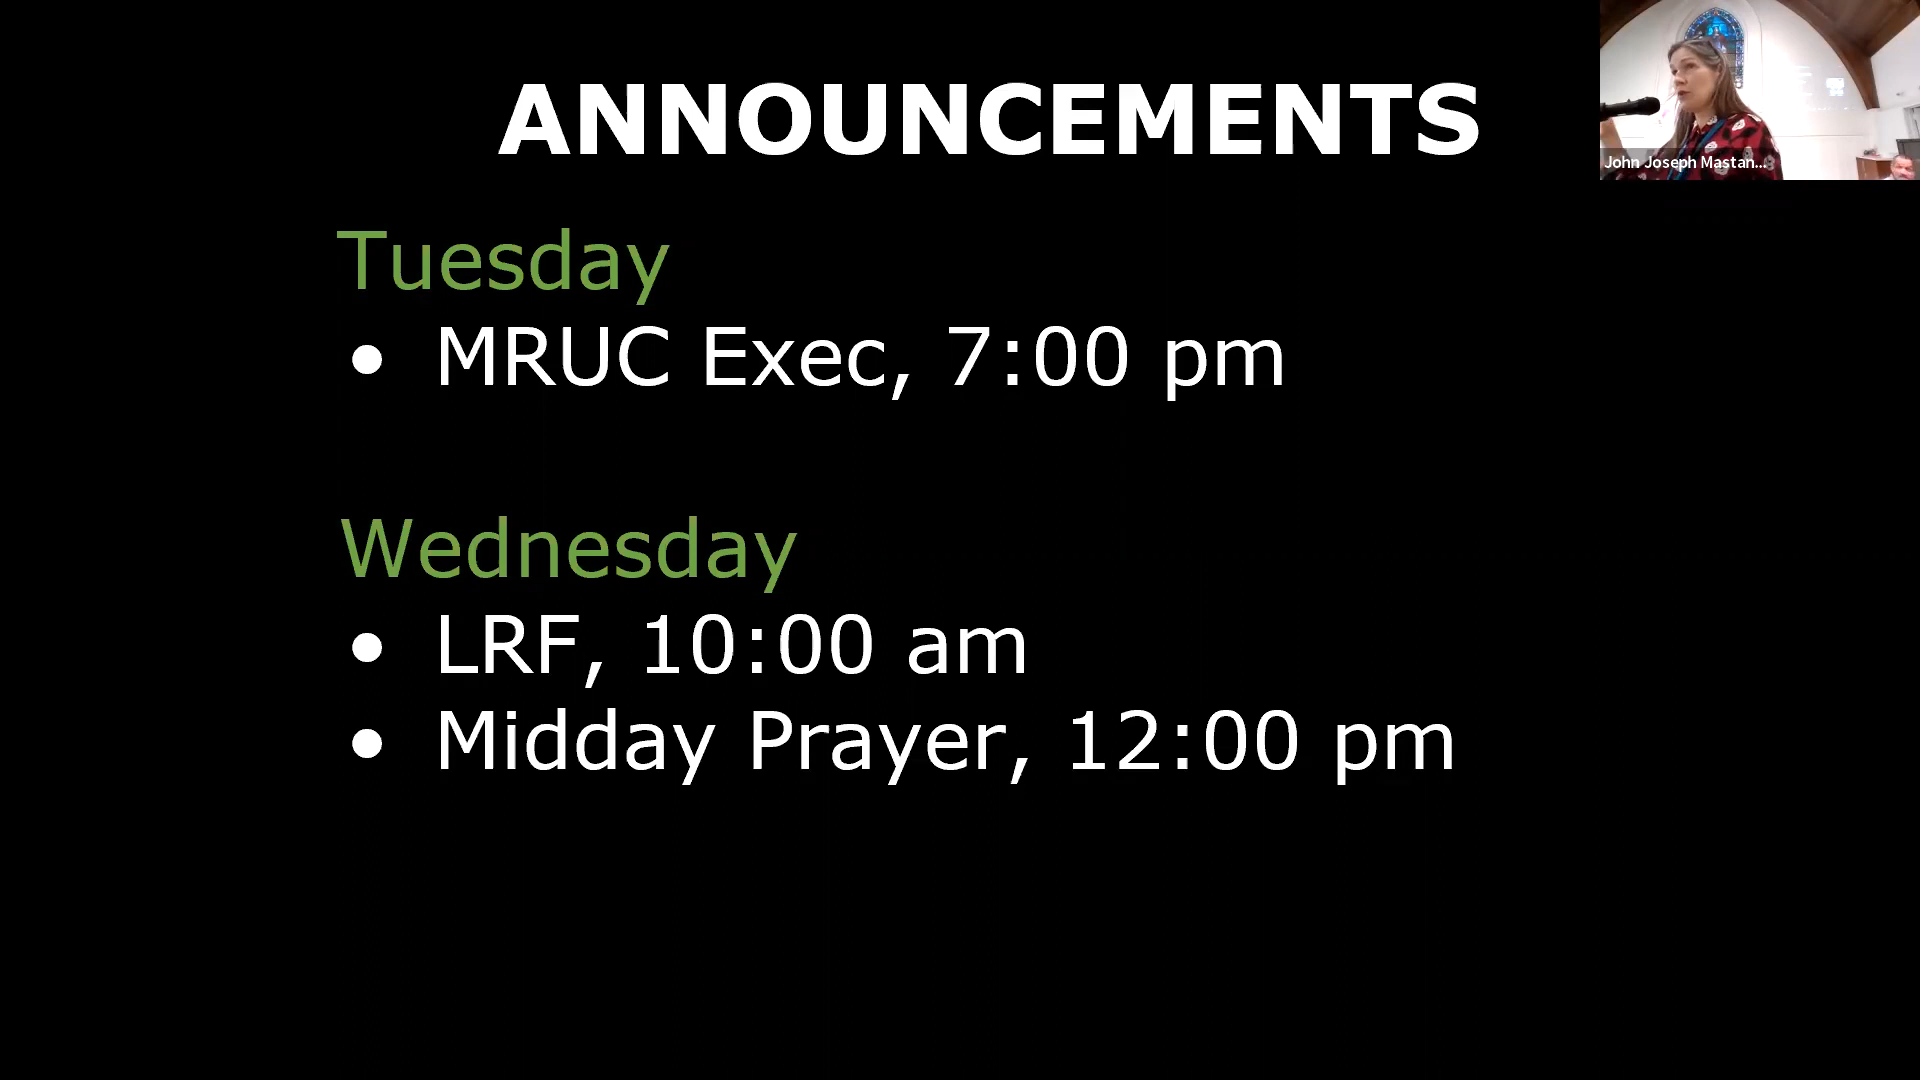 ANNOUNCEMENTS
John Joseph Mastan...
Tuesday
• MRUC Exec, 7:00 pm
Wednesday
• LRF, 10:00 am
• Midday Prayer, 12:00 pm